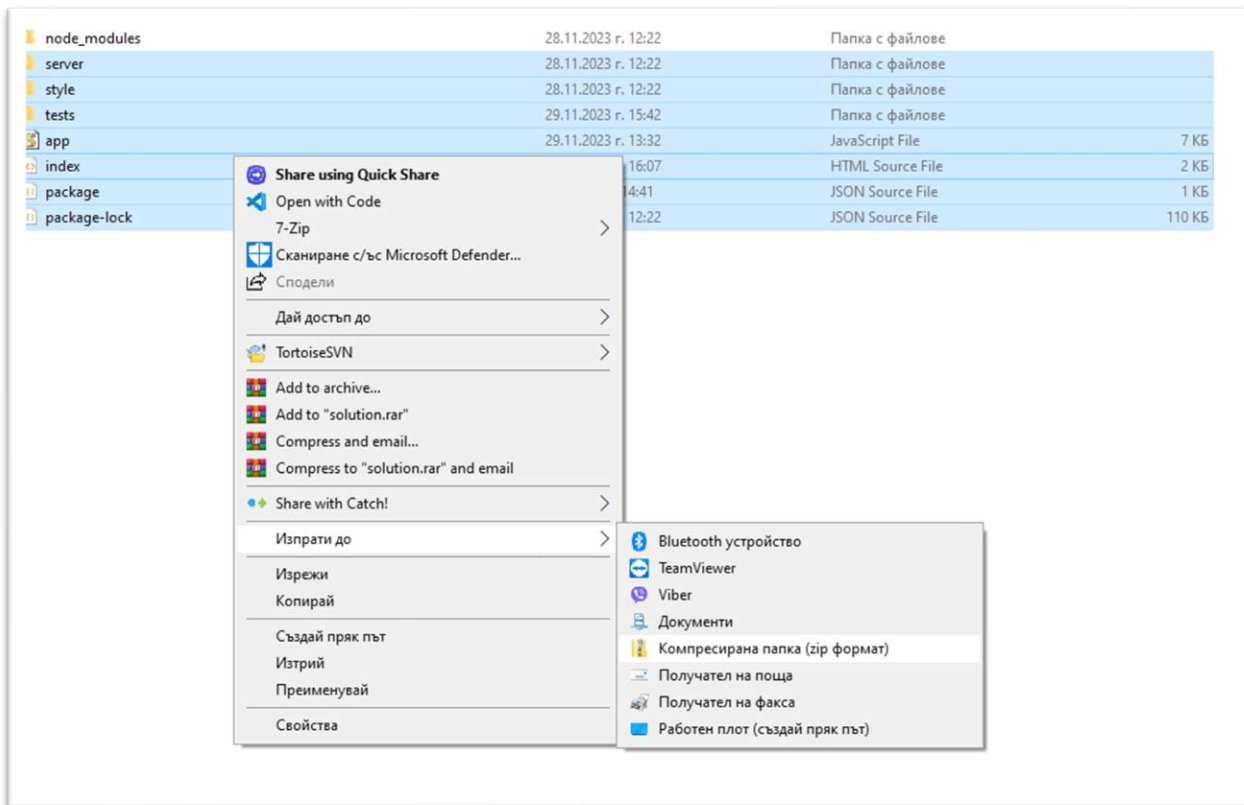 node_modules 28.11.2023 г. 12:22 Папка с файлове
server 28.11.2023 г. 12:22 Папка с файлове
style 28.11.2023 г. 12:22 Папка с файлове
tests 29.11.2023 г. 15:42 Папка с файлове
app 29.11.2023 г. 13:32 JavaScript File 7 КБ
index 16:07 HTML Source File 2 КБ
package 14:41 JSON Source File 1 КБ
package-lock 12:22 JSON Source File 110 КБ
Share using Quick Share
Open with Code
7-Zip
Сканиране с/ъс Microsoft Defender...
Сподели
Дай достъп до
TortoiseSVN
Add to archive...
Add to "solution.rar"
Compress and email...
Compress to "solution.rar" and email
Share with Catch!
Изпрати до
Изрежи
Копирай
Създай пряк път
Изтрий
Преименувай
Свойства
Bluetooth устройство
TeamViewer
Viber
Документи
Компресирана папка (zip формат)
Получател на поща
Получател на факса
Работен плот (създай пряк път)